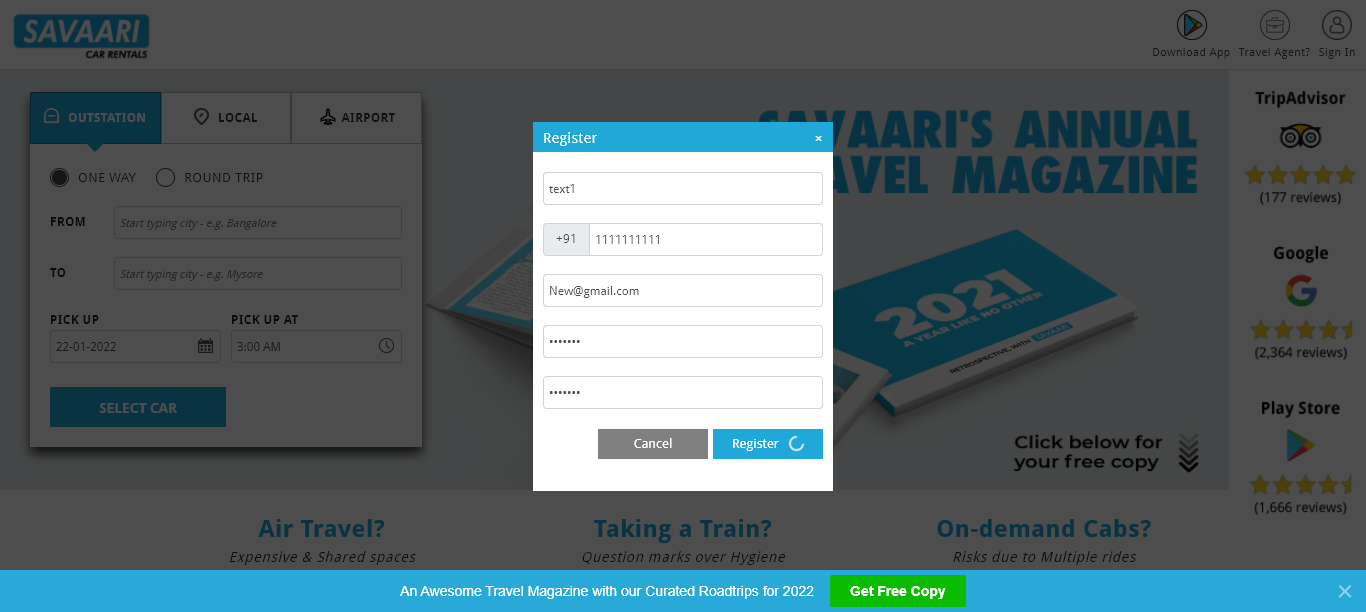 SAVAARI
CAR RENTALS
Download App
Travel Agent?
Sign In
OUTSTATION
LOCAL
AIRPORT
ONE WAY
ROUND TRIP
FROM
Start typing city - e.g. Bangalore
TO
Start typing city - e.g. Mysore
PICK UP
PICK UP AT
22-01-2022
3:00 AM
SELECT CAR
Register
×
text1
+91
1111111111
New@gmail.com
•••••••
•••••••
Cancel
Register
SAVAARI'S ANNUAL
MAGAZINE
2021
A YEAR LIKE NO OTHER
RETROSPECTIVE WITH SAVAARI
Click below for
your free copy
TripAdvisor
(177 reviews)
Google
(2,364 reviews)
Play Store
(1,666 reviews)
Air Travel?
Expensive & Shared spaces
Taking a Train?
Question marks over Hygiene
On-demand Cabs?
Risks due to Multiple rides
An Awesome Travel Magazine with our Curated Roadtrips for 2022
Get Free Copy